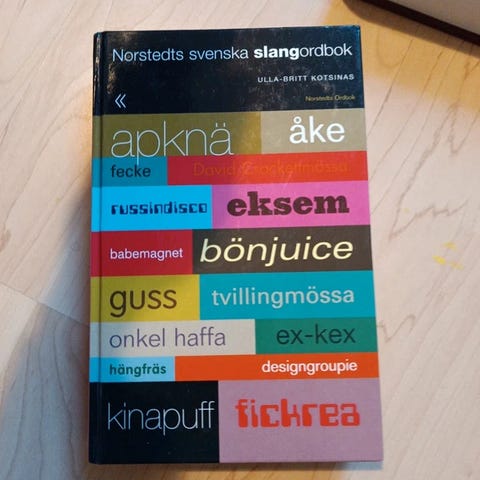 Norstedts svenska slangordbok
ULLA-BRITT KOTSINAS
« Norstedts Ordbok
apknä åke
fecke David Crockettmössa
russindisco eksem
babemagnet bönjuice
guss tvillingmössa
onkel haffa ex-kex
hängfräs designgroupie
kinapuff fickrea